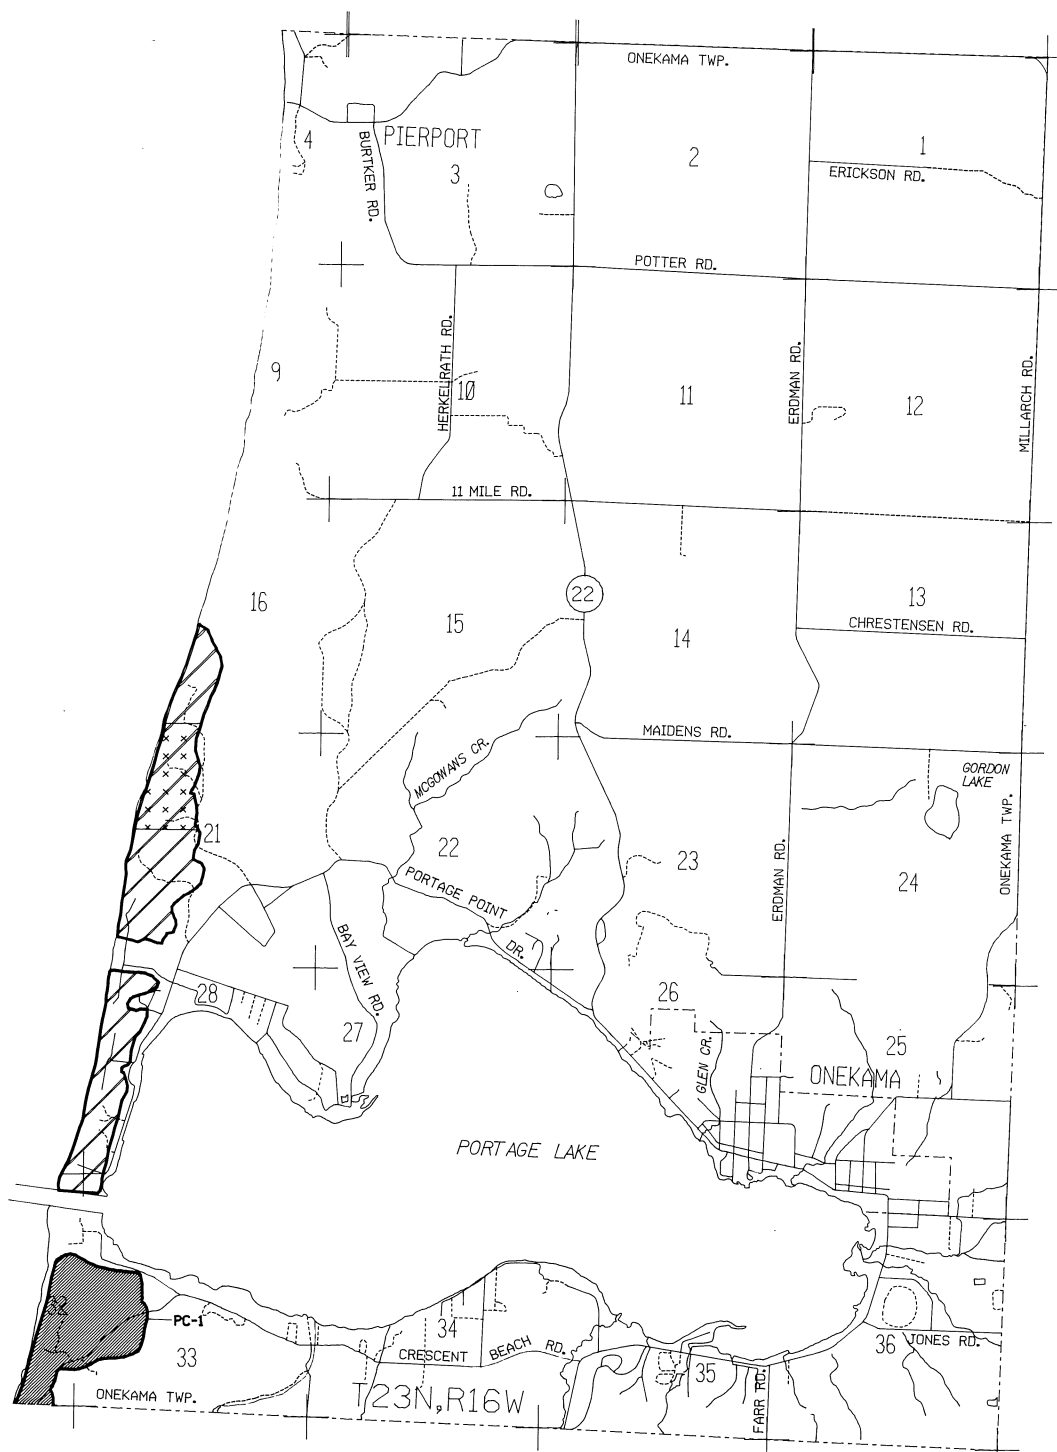 ONEKAMA TWP.
PIERPORT
4
BURTKER RD.
3
2
1
ERICKSON RD.
POTTER RD.
9
HERKELRATH RD.
10
11
ERDMAN RD.
12
MILLARCH RD.
11 MILE RD.
22
16
15
14
13
CHRESTENSEN RD.
MAIDENS RD.
MCGOWANS CR.
GORDON
LAKE
21
22
23
24
ERDMAN RD.
ONEKAMA TWP.
PORTAGE POINT
DR.
BAY VIEW RD.
28
27
26
25
GLEN CR.
ONEKAMA
PORTAGE LAKE
32
PC-1
33
34
CRESCENT
BEACH RD.
35
36
JONES RD.
FARR RD.
ONEKAMA TWP.
T23N,R16W